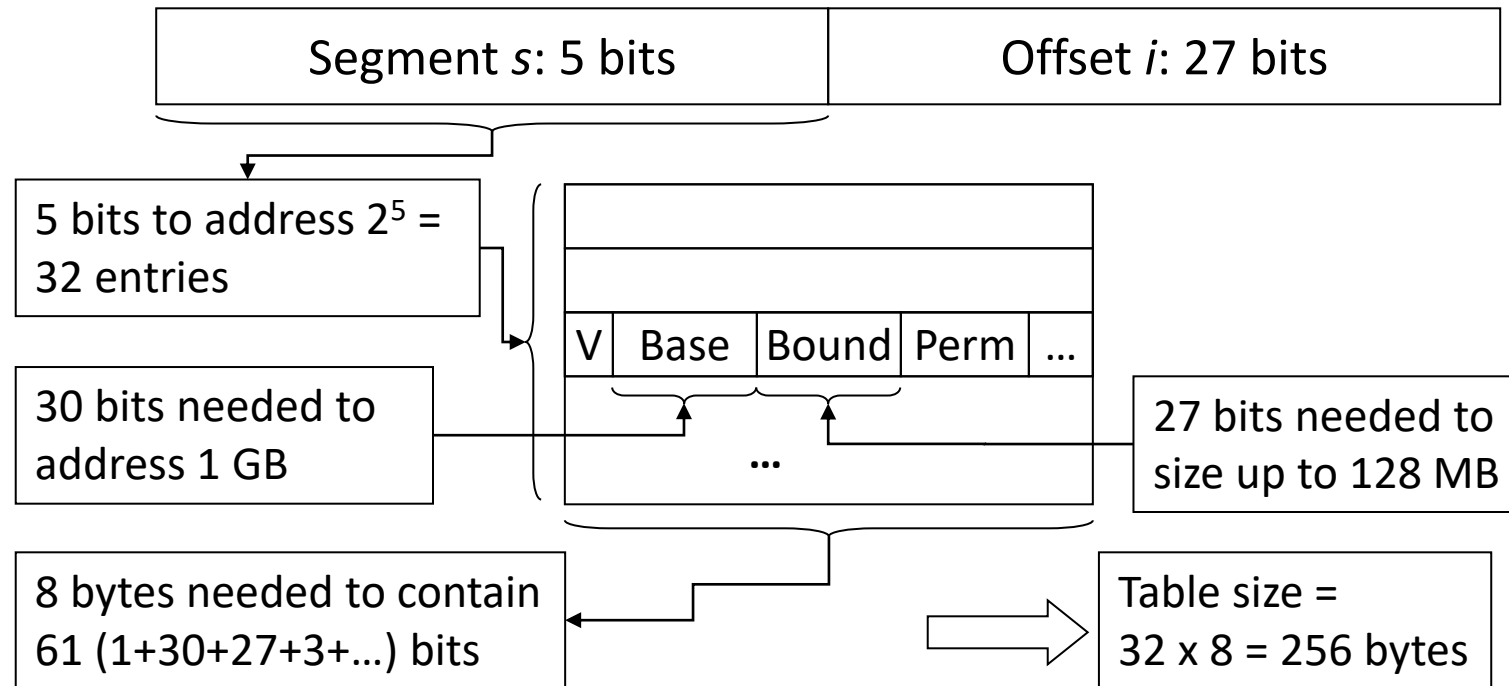 Segment s: 5 bits
Offset i: 27 bits
5 bits to address 2⁵ =
32 entries
V
Base
Bound
Perm
...
30 bits needed to
address 1 GB
27 bits needed to
size up to 128 MB
...
8 bytes needed to contain
61 (1+30+27+3+...) bits
Table size =
32 x 8 = 256 bytes